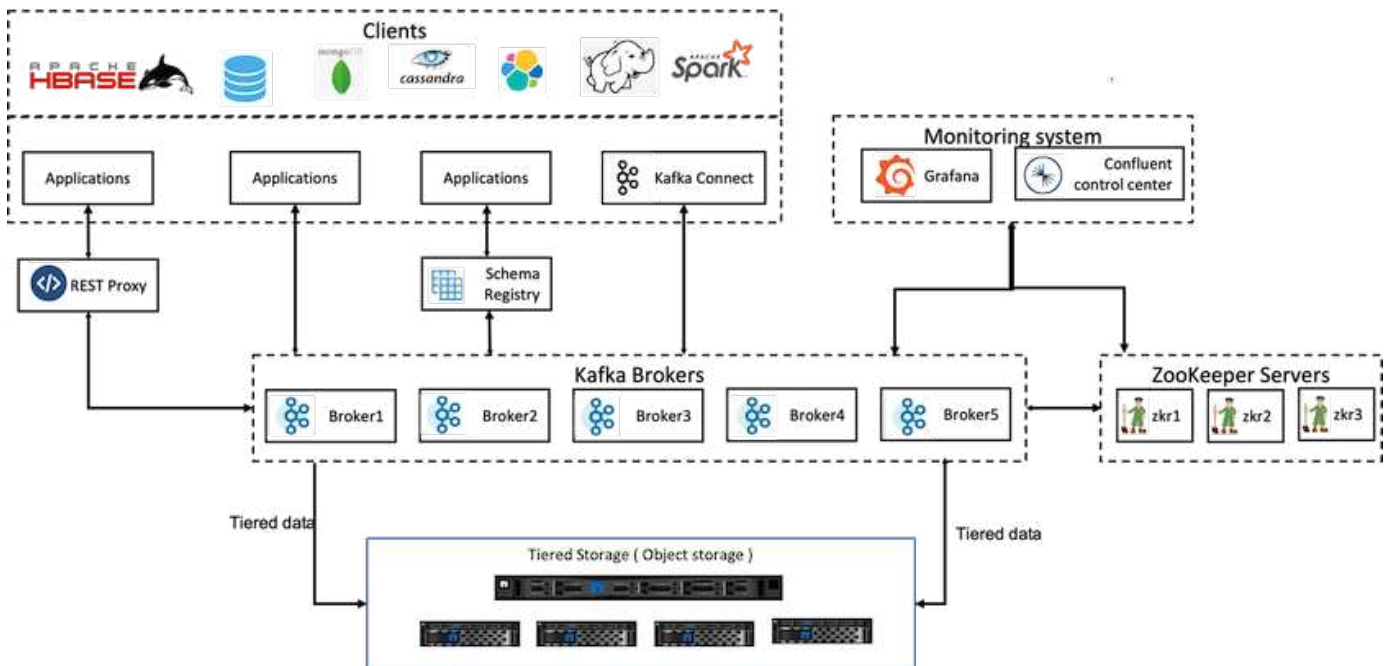 Clients
APACHE
HBASE
mongoDB
cassandra
APACHE
Spark
Monitoring system
Grafana
Confluent
control center
Applications
Applications
Applications
Kafka Connect
REST Proxy
Schema
Registry
Kafka Brokers
Broker1
Broker2
Broker3
Broker4
Broker5
ZooKeeper Servers
zkr1
zkr2
zkr3
Tiered data
Tiered data
Tiered Storage ( Object storage )